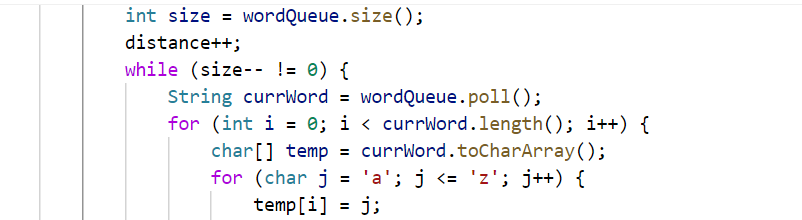 int size = wordQueue.size();
distance++;
while (size-- != 0) {
String currWord = wordQueue.poll();
for (int i = 0; i < currWord.length(); i++) {
char[] temp = currWord.toCharArray();
for (char j = 'a'; j <= 'z'; j++) {
temp[i] = j;